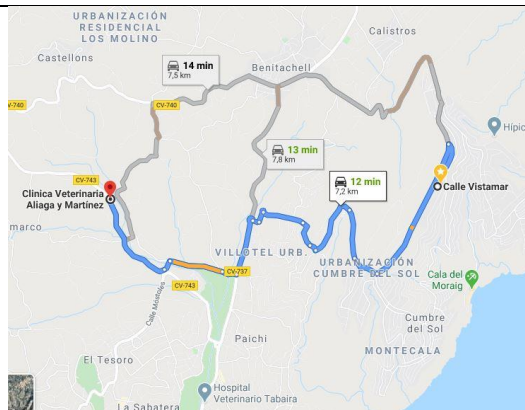 URBANIZACIÓN
RESIDENCIAL
LOS MOLINO
Calistros
Castellons
14 min
7,5 km
Benitachell
V-740
CV-740
Hípic
13 min
7,8 km
CV-743
12 min
7,2 km
Calle Vistamar
Clinica Veterinaria
Aliaga y Martínez
marco
VILLOTEL URB.
URBANIZACIÓN
CUMBRE DEL SOL
CV-737
Cala del
Moraig
CV-743
Calle Móstoles
Cumbre
del Sol
Paichi
MONTECALA
El Tesoro
Hospital
Veterinario Tabaira
La Sabatera